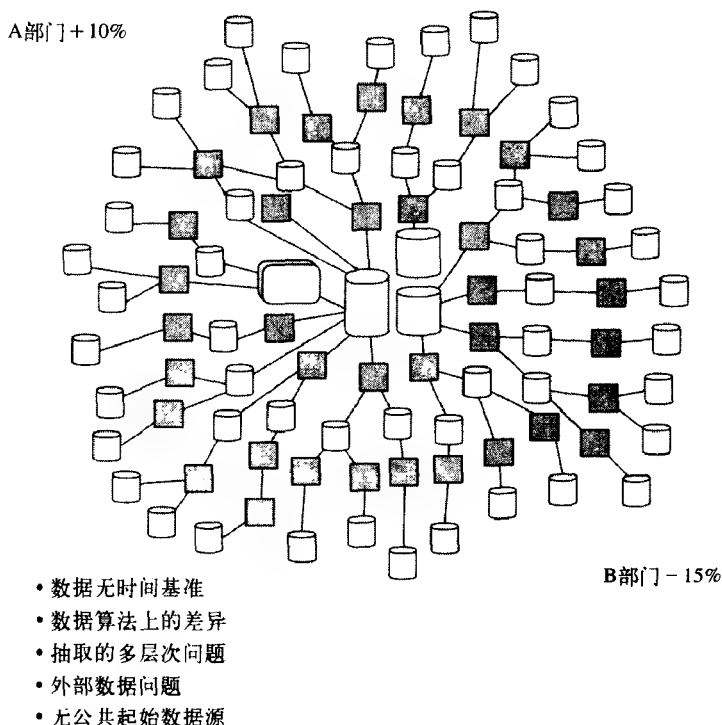 A部门+10%
B部门-15%
• 数据无时间基准
• 数据算法上的差异
• 抽取的多层次问题
• 外部数据问题
• 无公共起始数据源